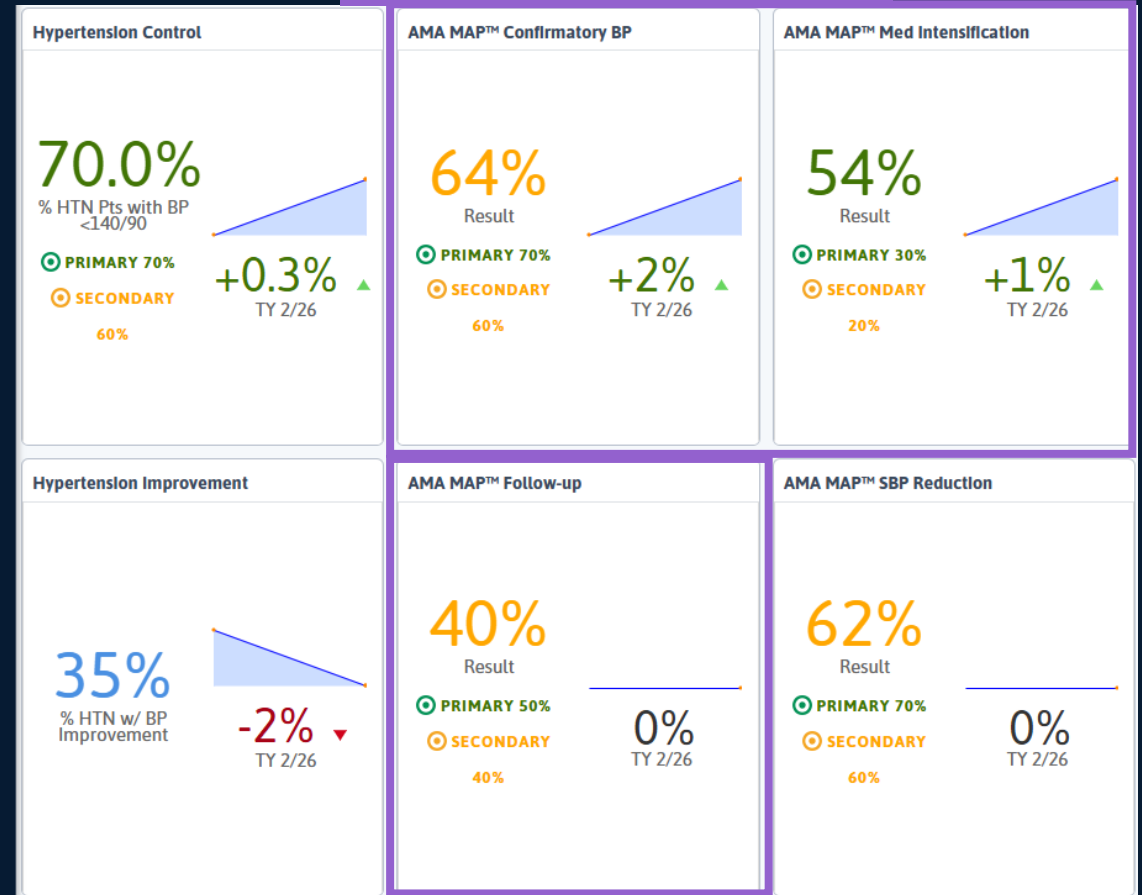 Hypertension Control
70.0%
% HTN Pts with BP
<140/90
PRIMARY 70%
SECONDARY
60%
+0.3%
TY 2/26
AMA MAP™ Confirmatory BP
64%
Result
PRIMARY 70%
SECONDARY
60%
+2%
TY 2/26
AMA MAP™ Med Intensification
54%
Result
PRIMARY 30%
SECONDARY
20%
+1%
TY 2/26
Hypertension Improvement
35%
% HTN w/ BP
Improvement
-2%
TY 2/26
AMA MAP™ Follow-up
40%
Result
PRIMARY 50%
SECONDARY
40%
0%
TY 2/26
AMA MAP™ SBP Reduction
62%
Result
PRIMARY 70%
SECONDARY
60%
0%
TY 2/26